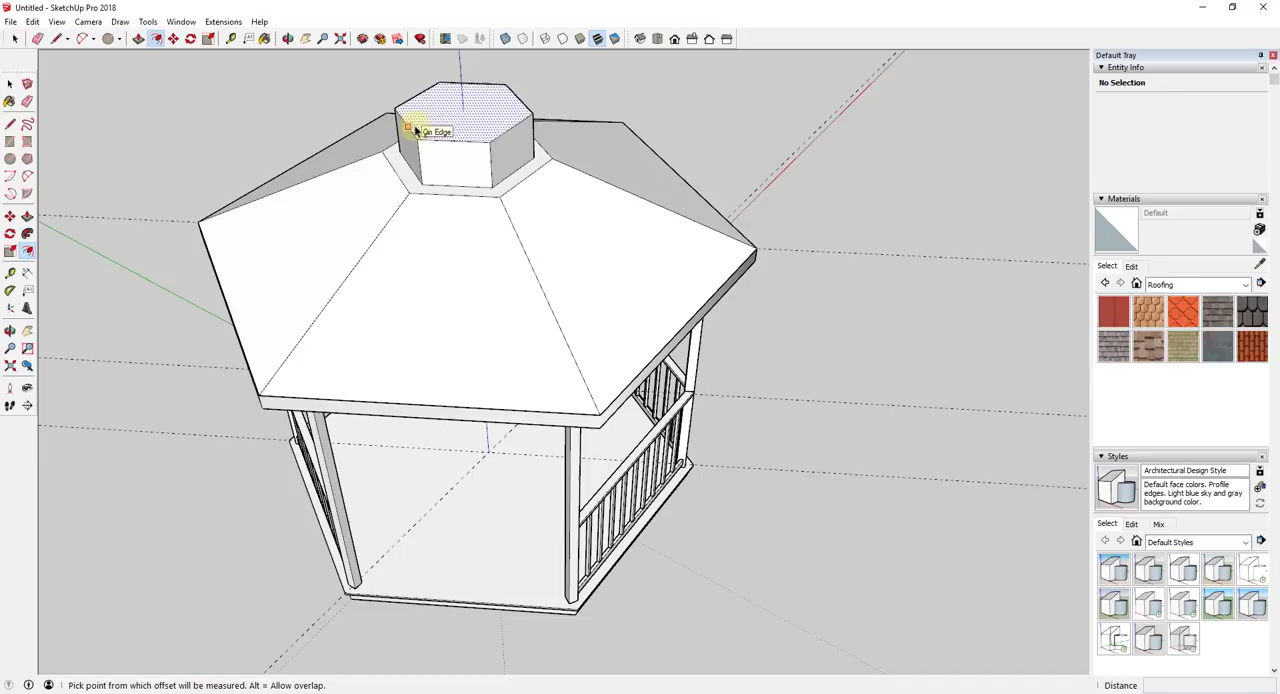 Untitled - SketchUp Pro 2018
File Edit View Camera Draw Tools Window Extensions Help
Default Tray
Entity Info
No Selection
On Edge
Materials
Default
Select Edit
Roofing
Styles
Architectural Design Style
Default face colors. Profile
edges. Light blue sky and gray
background color.
Select Edit Mix
Default Styles
Pick point from which offset will be measured. Alt = Allow overlap.
Distance